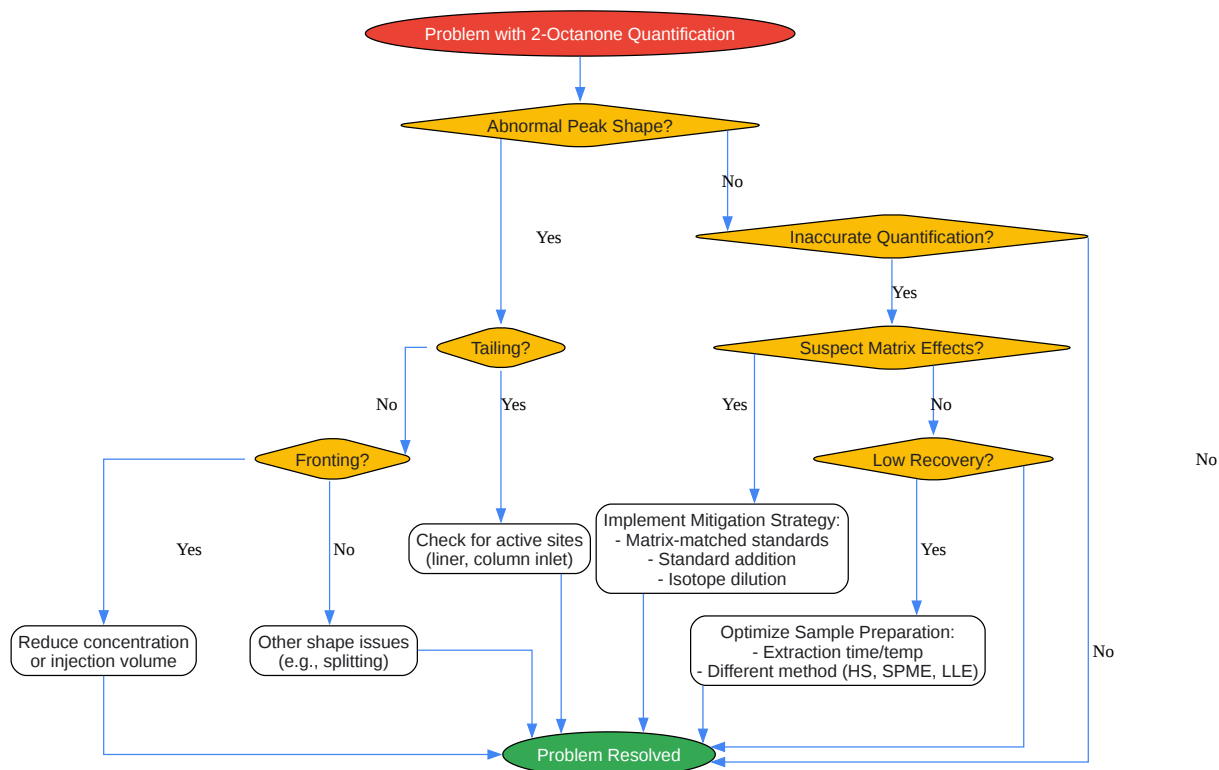 Problem with 2-Octanone Quantification
Abnormal Peak Shape?
No
Yes
Inaccurate Quantification?
Yes
Tailing?
Suspect Matrix Effects?
No
Yes
Yes
No
Fronting?
Low Recovery?
No
Implement Mitigation Strategy:
- Matrix-matched standards
- Standard addition
- Isotope dilution
Check for active sites
(liner, column inlet)
Yes
No
Yes
Reduce concentration
or injection volume
Other shape issues
(e.g., splitting)
Optimize Sample Preparation:
- Extraction time/temp
- Different method (HS, SPME, LLE)
No
Problem Resolved